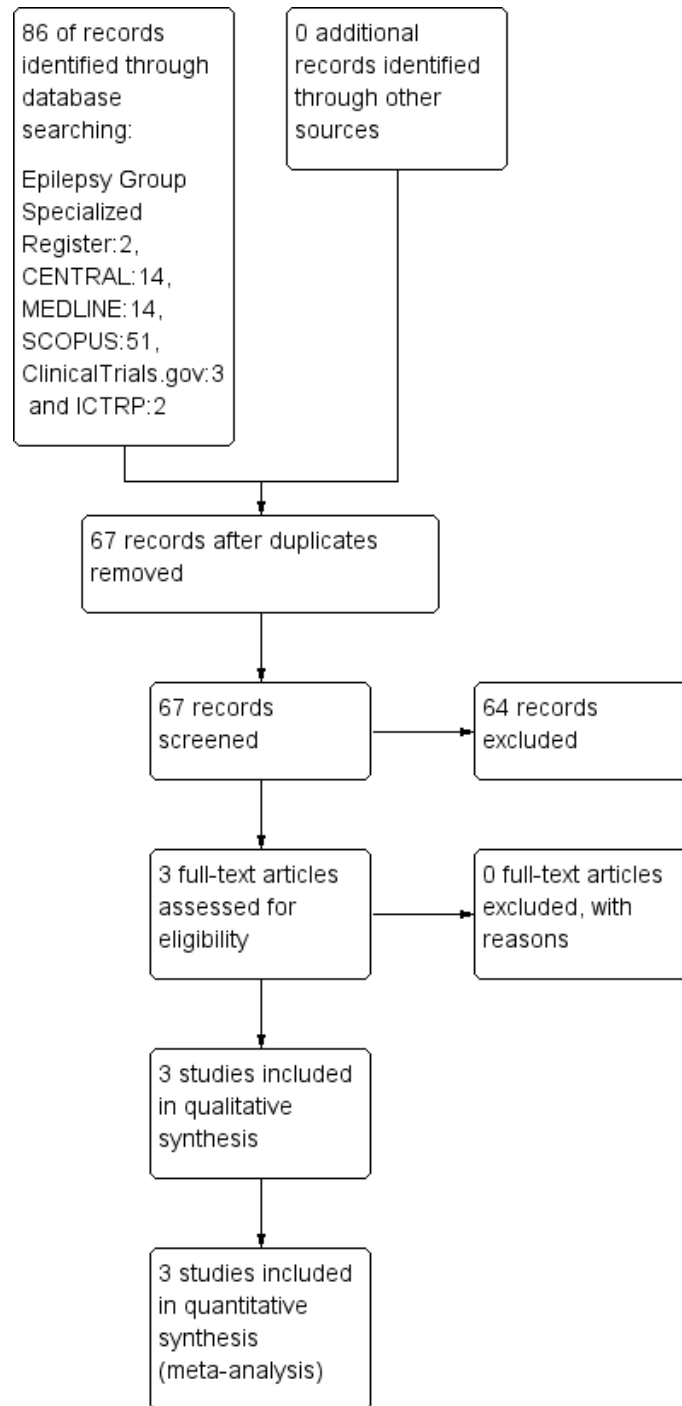 86 of records
identified through
database
searching:
Epilepsy Group
Specialized
Register:2,
CENTRAL:14,
MEDLINE:14,
SCOPUS:51,
ClinicalTrials.gov:3
and ICTRP:2
0 additional
records identified
through other
sources
67 records after duplicates
removed
67 records
screened
64 records
excluded
3 full-text articles
assessed for
eligibility
0 full-text articles
excluded, with
reasons
3 studies included
in qualitative
synthesis
3 studies included
in quantitative
synthesis
(meta-analysis)